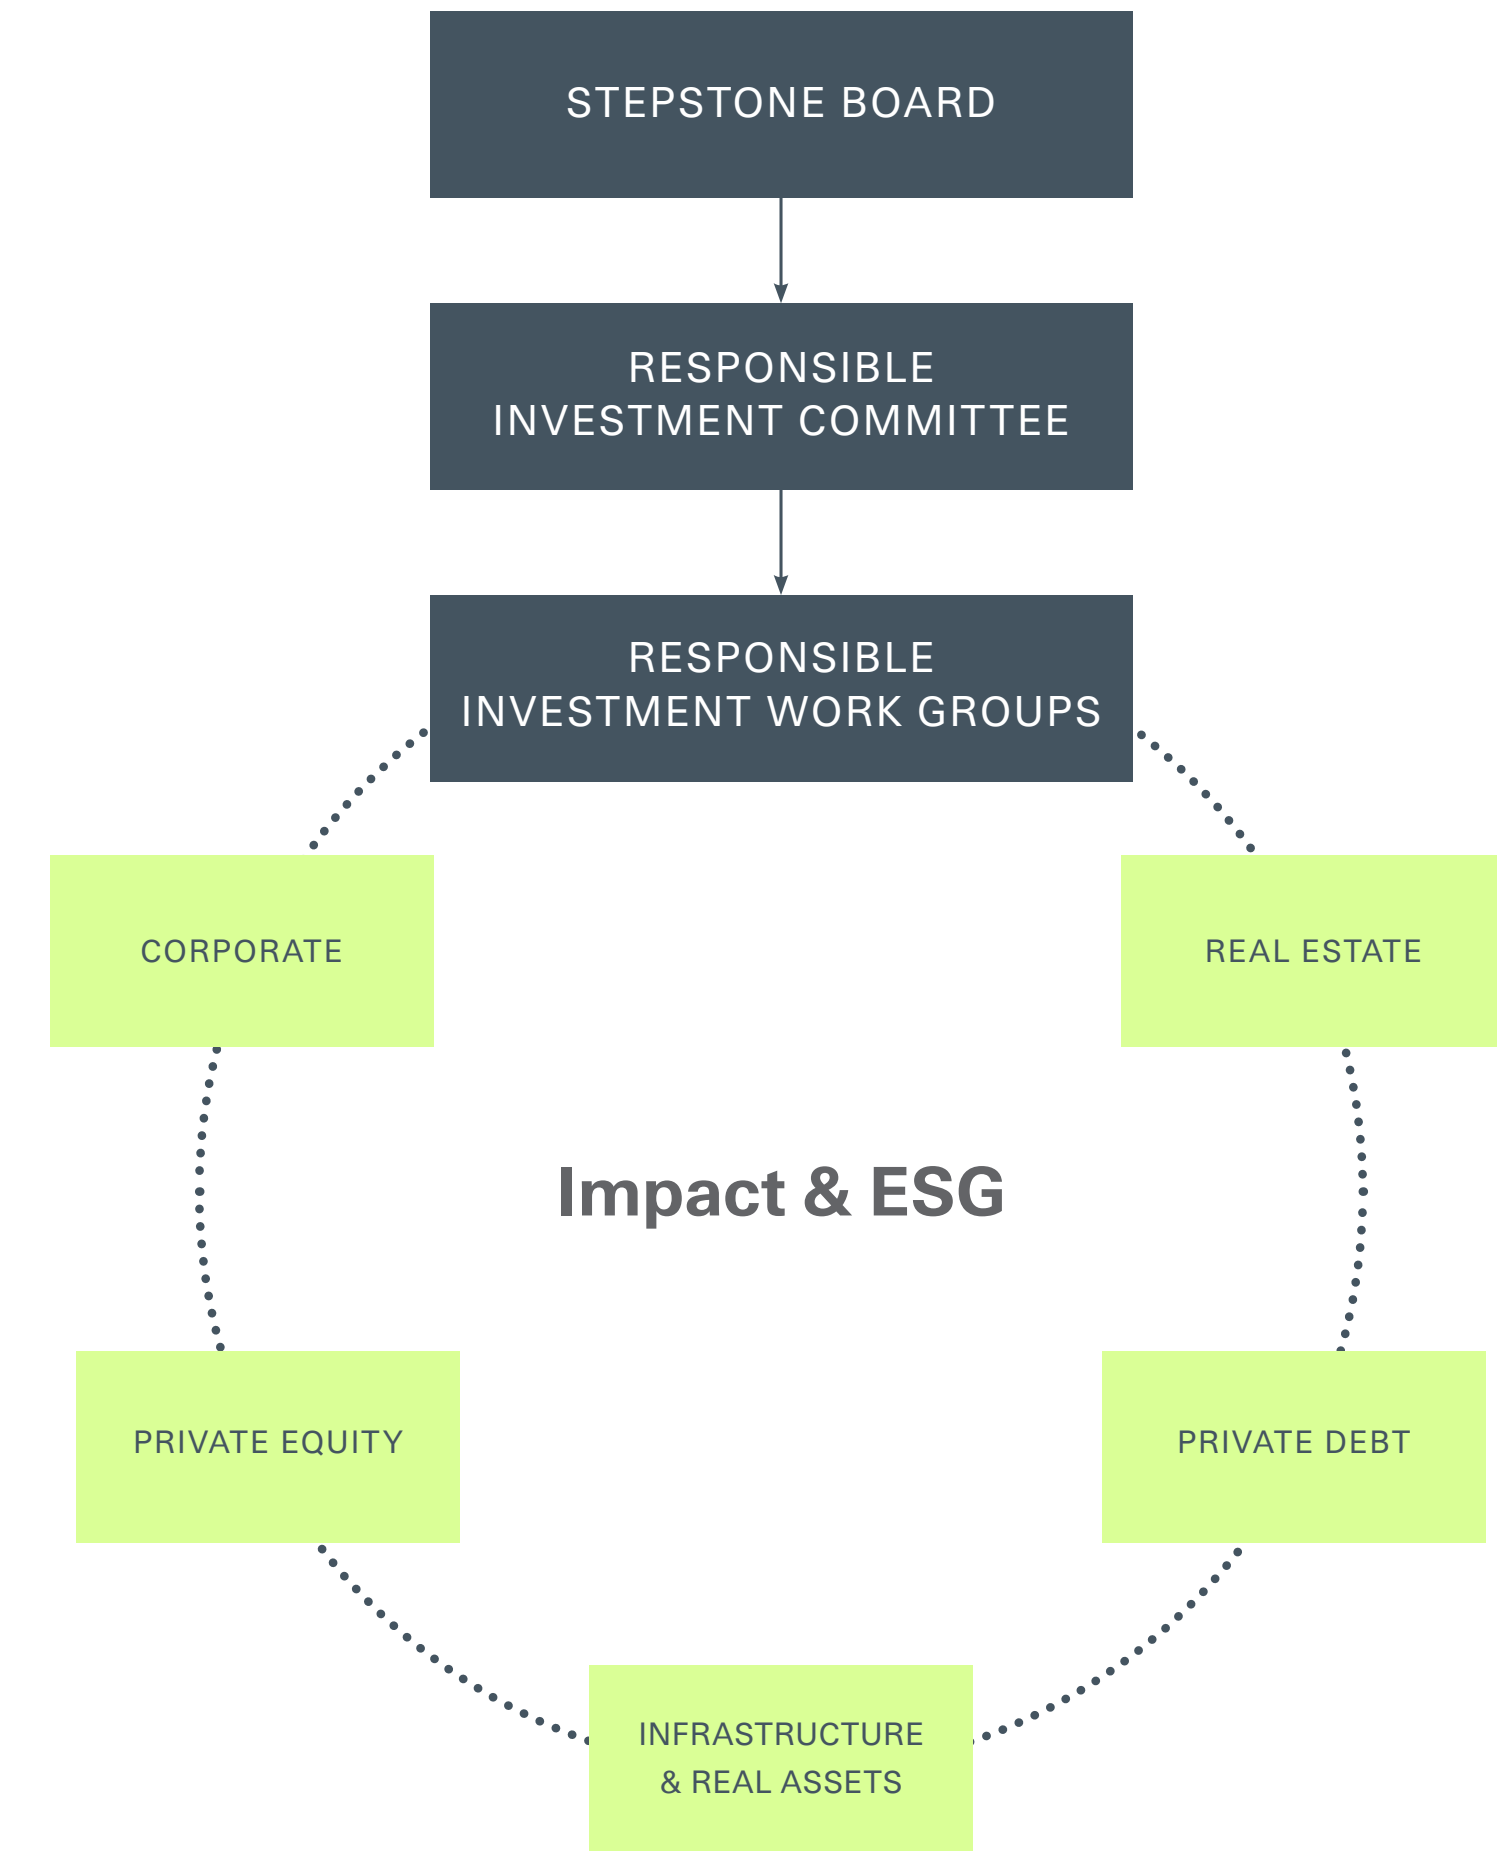 STEPSTONE BOARD
RESPONSIBLE
INVESTMENT COMMITTEE
RESPONSIBLE
INVESTMENT WORK GROUPS
CORPORATE
REAL ESTATE
Impact & ESG
PRIVATE EQUITY
PRIVATE DEBT
INFRASTRUCTURE
& REAL ASSETS